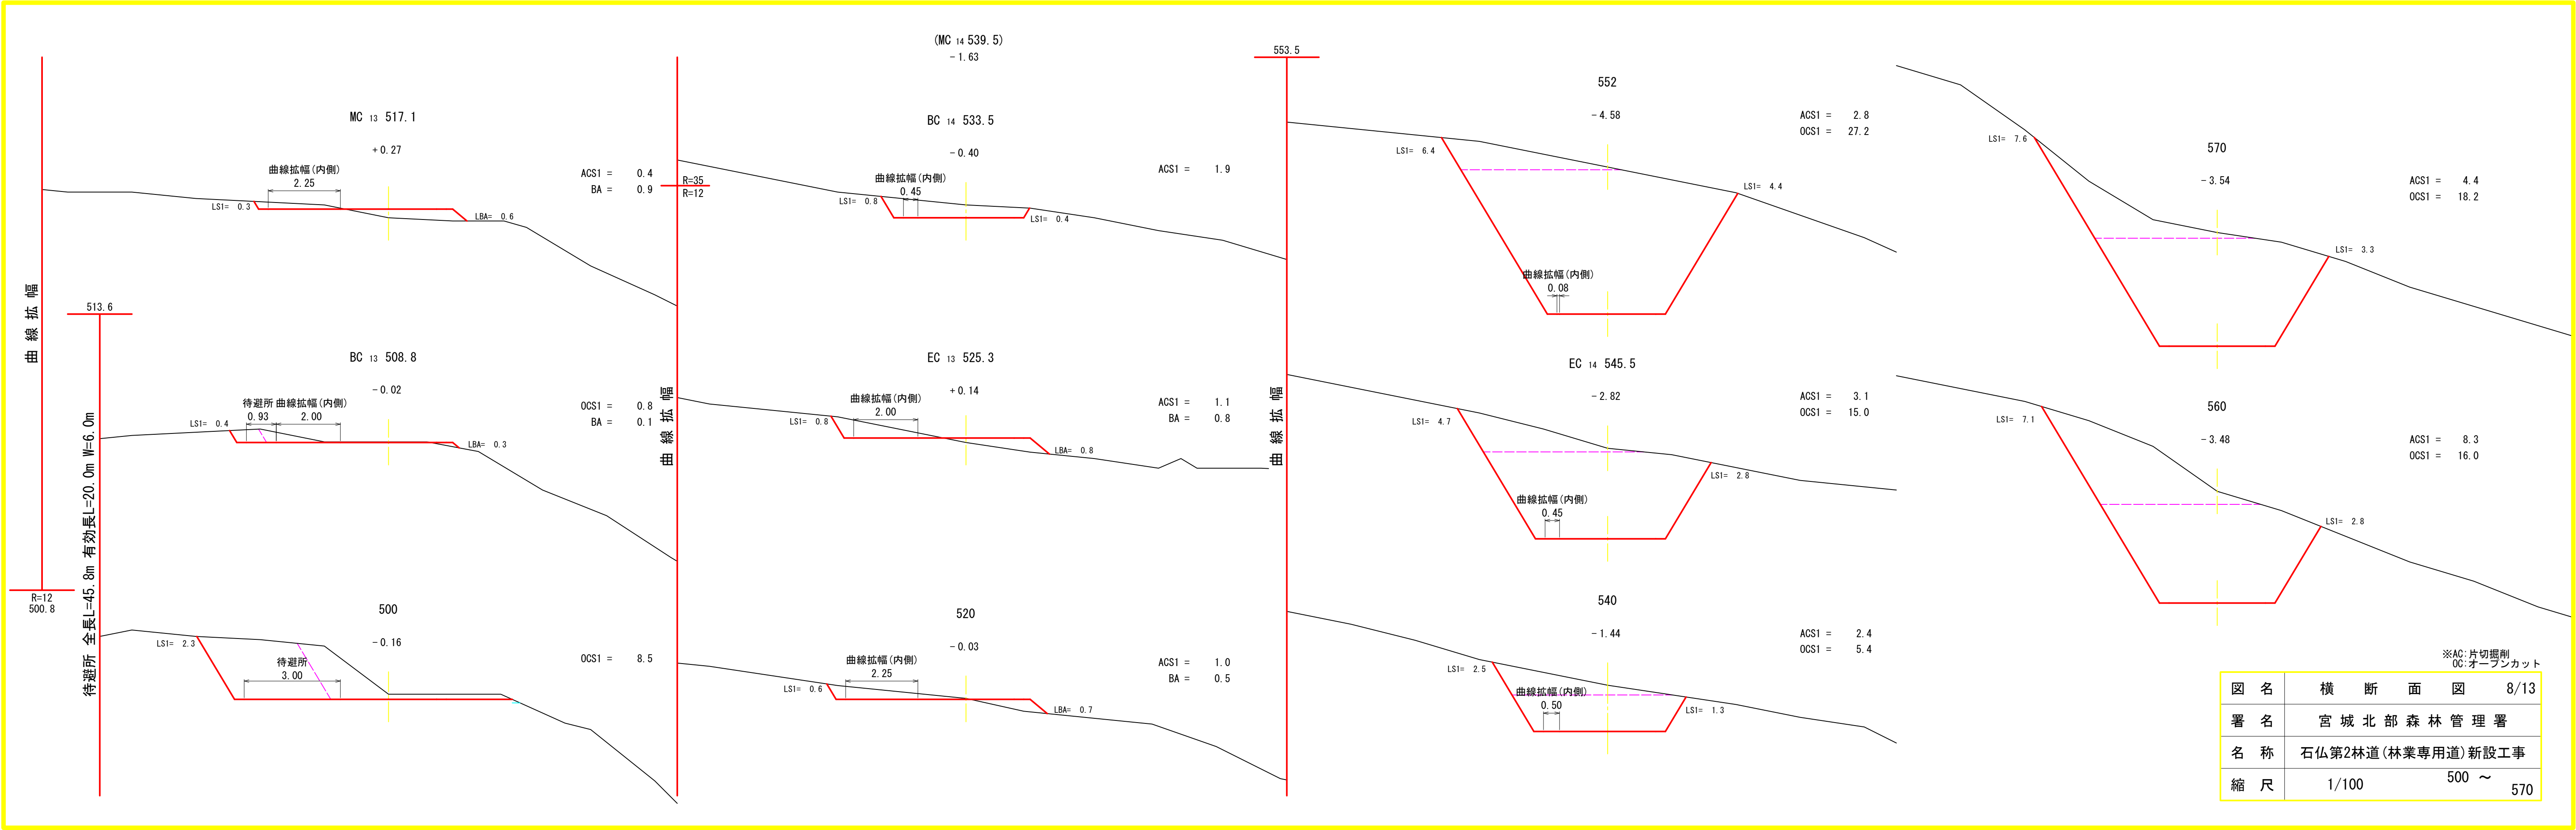 曲線拡幅
R=12
500.8
513.6
待避所 全長L=45.8m 有効長L=20.0m W=6.0m
MC 13 517.1
+0.27
曲線拡幅(内側)
2.25
LS1= 0.3
LBA= 0.6
ACS1 = 0.4
BA = 0.9
BC 13 508.8
-0.02
待避所 曲線拡幅(内側)
0.93 2.00
LS1= 0.4
LBA= 0.3
OCS1 = 0.8
BA = 0.1
500
-0.16
待避所
3.00
LS1= 2.3
OCS1 = 8.5
曲線拡幅
R=35
R=12
(MC 14 539.5)
-1.63
BC 14 533.5
-0.40
曲線拡幅(内側)
0.45
LS1= 0.8
LS1= 0.4
ACS1 = 1.9
EC 13 525.3
+0.14
曲線拡幅(内側)
2.00
LS1= 0.8
LBA= 0.8
ACS1 = 1.1
BA = 0.8
520
-0.03
曲線拡幅(内側)
2.25
LS1= 0.6
LBA= 0.7
ACS1 = 1.0
BA = 0.5
553.5
曲線拡幅
552
-4.58
LS1= 6.4
LS1= 4.4
曲線拡幅(内側)
0.08
ACS1 = 2.8
OCS1 = 27.2
EC 14 545.5
-2.82
LS1= 4.7
LS1= 2.8
曲線拡幅(内側)
0.45
ACS1 = 3.1
OCS1 = 15.0
540
-1.44
LS1= 2.5
LS1= 1.3
曲線拡幅(内側)
0.50
ACS1 = 2.4
OCS1 = 5.4
570
-3.54
LS1= 7.6
LS1= 3.3
ACS1 = 4.4
OCS1 = 18.2
560
-3.48
LS1= 7.1
LS1= 2.8
ACS1 = 8.3
OCS1 = 16.0
※AC:片切掘削
OC:オープンカット
図名 横断面図 8/13
署名 宮城北部森林管理署
名称 石仏第2林道(林業専用道)新設工事
縮尺 1/100 500 ～ 570